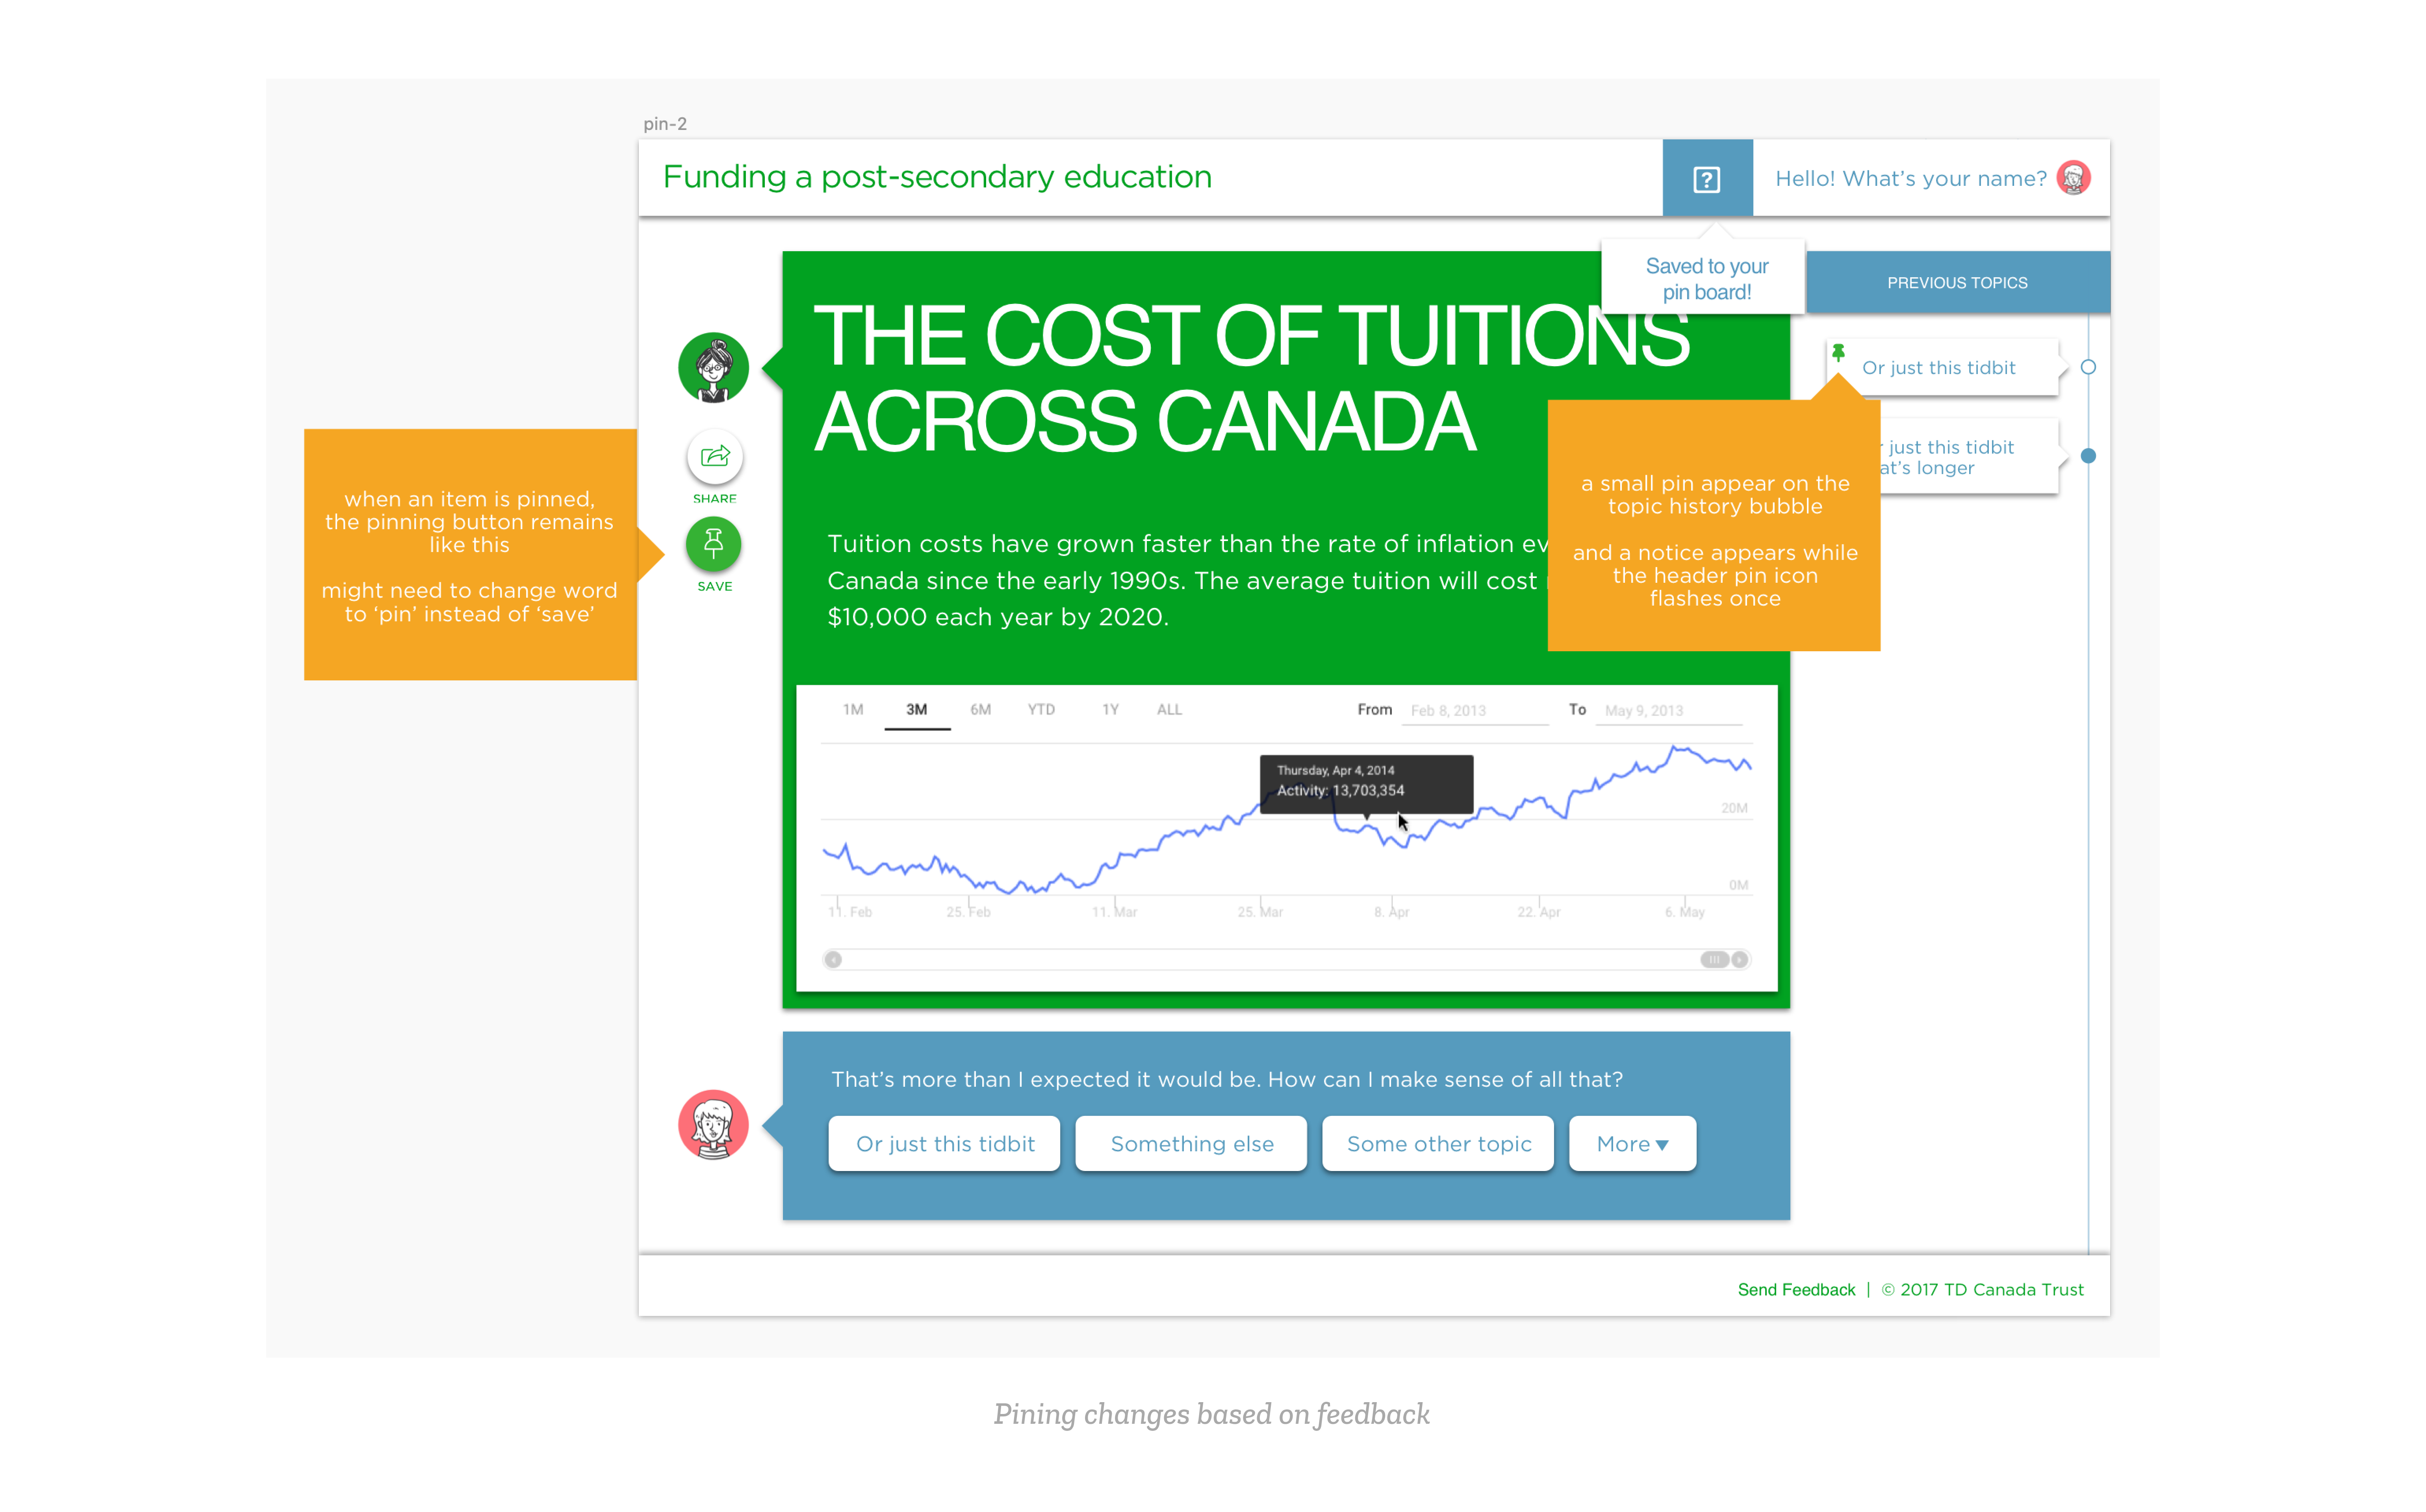 pin-2
Funding a post-secondary education
?
Hello! What's your name?
Saved to your
pin board!
PREVIOUS TOPICS
THE COST OF TUITIONS
ACROSS CANADA
Or just this tidbit
just this tidbit
at's longer
SHARE
SAVE
when an item is pinned,
the pinning button remains
like this
might need to change word
to ‘pin’ instead of ‘save’
a small pin appear on the
topic history bubble
and a notice appears while
the header pin icon
flashes once
Tuition costs have grown faster than the rate of inflation ev
Canada since the early 1990s. The average tuition will cost
$10,000 each year by 2020.
1M 3M 6M YTD 1Y ALL From Feb 8, 2013 To May 9, 2013
Thursday, Apr 4, 2014
Activity: 13,703,354
20M
0M
11. Feb 25. Feb 11. Mar 25. Mar 8. Apr 22. Apr 6. May
That's more than I expected it would be. How can I make sense of all that?
Or just this tidbit Something else Some other topic More ▼
Send Feedback | © 2017 TD Canada Trust
Pining changes based on feedback